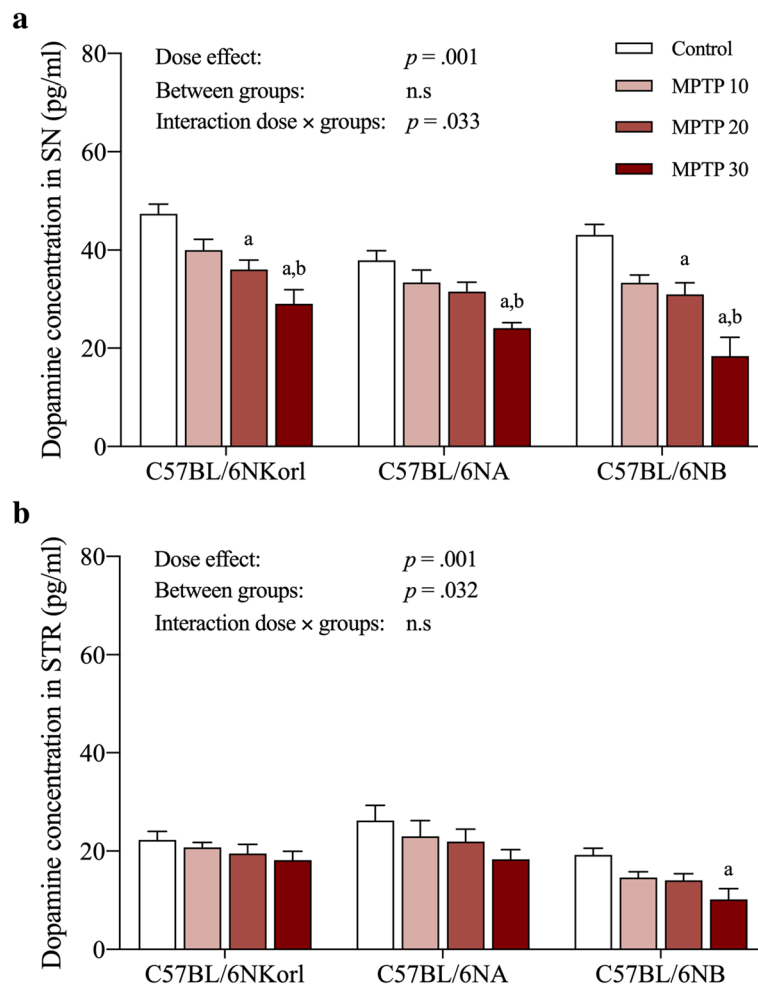 a
Dopamine concentration in SN (pg/ml)
80
60
40
20
0
Dose effect: p = .001
Between groups: n.s
Interaction dose × groups: p = .033
Control
MPTP 10
MPTP 20
MPTP 30
a
a,b
a,b
a
a,b
C57BL/6NKorl
C57BL/6NA
C57BL/6NB
b
Dopamine concentration in STR (pg/ml)
80
60
40
20
0
Dose effect: p = .001
Between groups: p = .032
Interaction dose × groups: n.s
a
C57BL/6NKorl
C57BL/6NA
C57BL/6NB